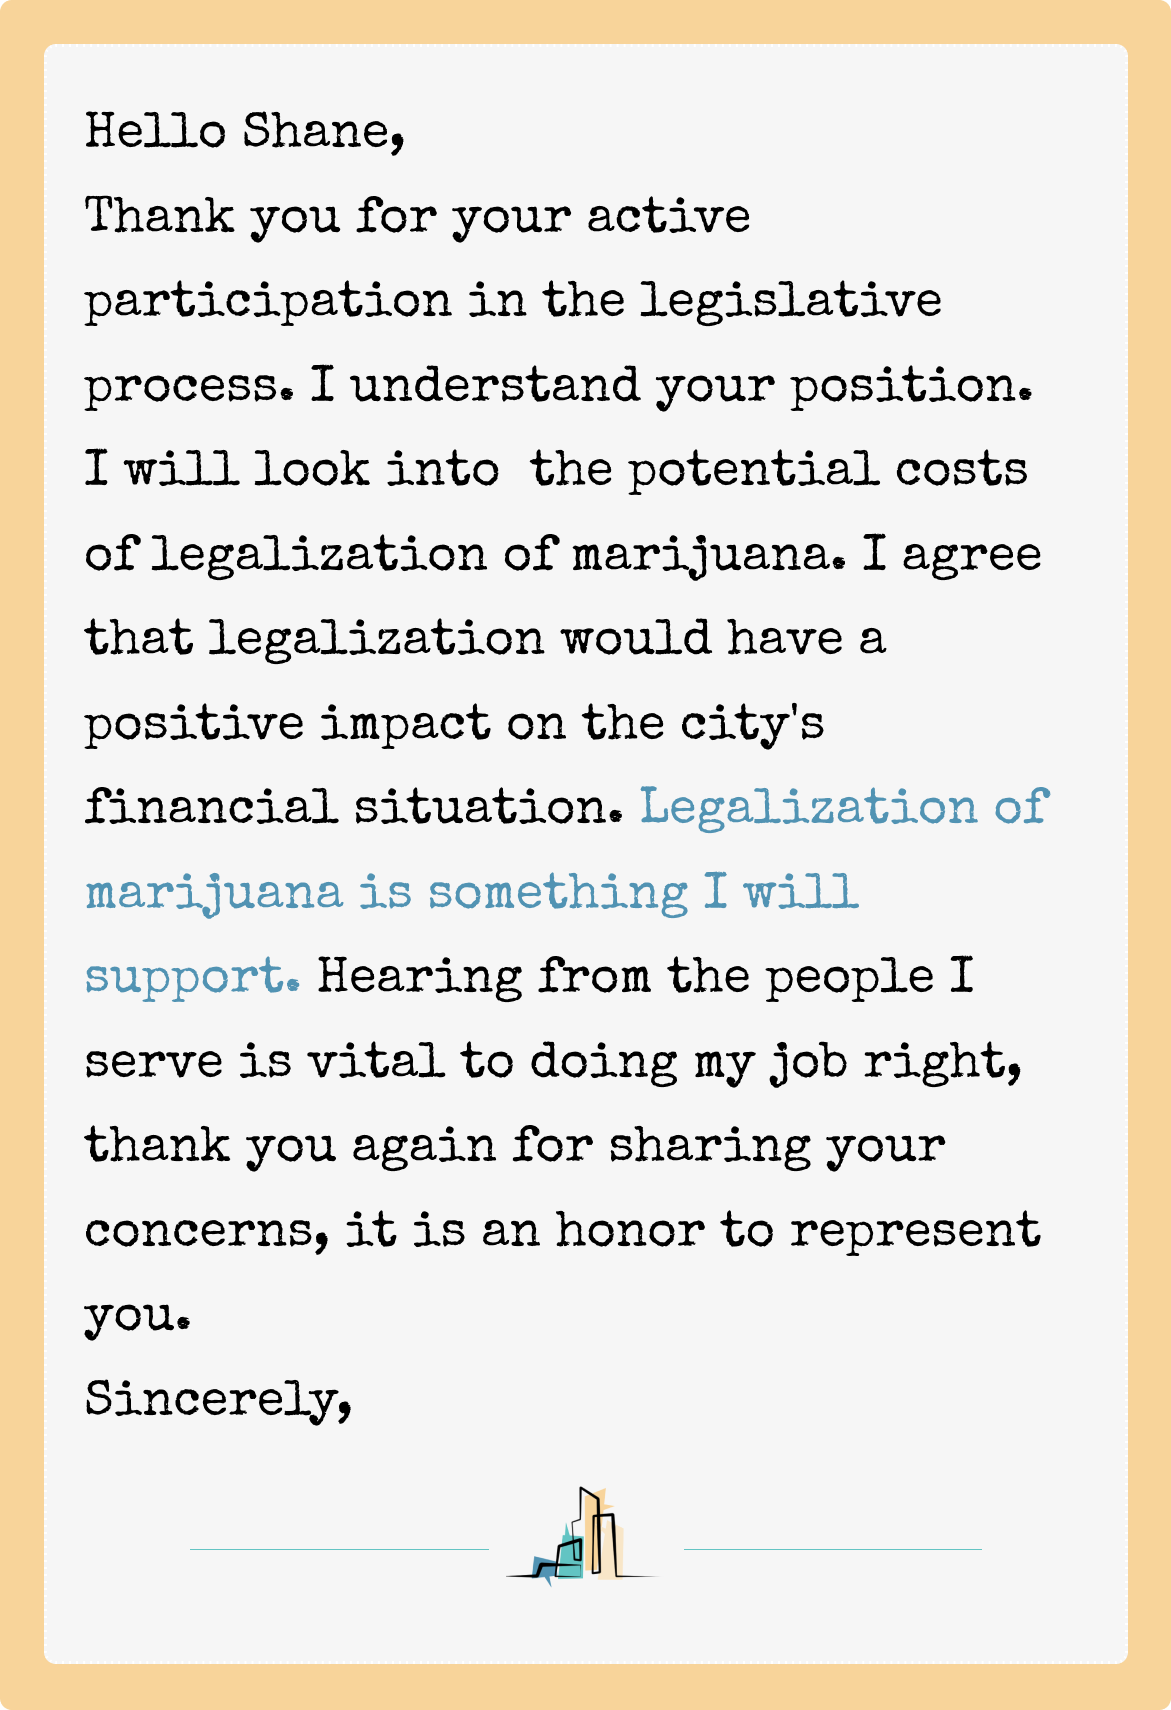 Hello Shane,
Thank you for your active
participation in the legislative
process. I understand your position.
I will look into  the potential costs
of legalization of marijuana. I agree
that legalization would have a
positive impact on the city's
financial situation. Legalization of
marijuana is something I will
support. Hearing from the people I
serve is vital to doing my job right,
thank you again for sharing your
concerns, it is an honor to represent
you.
Sincerely,